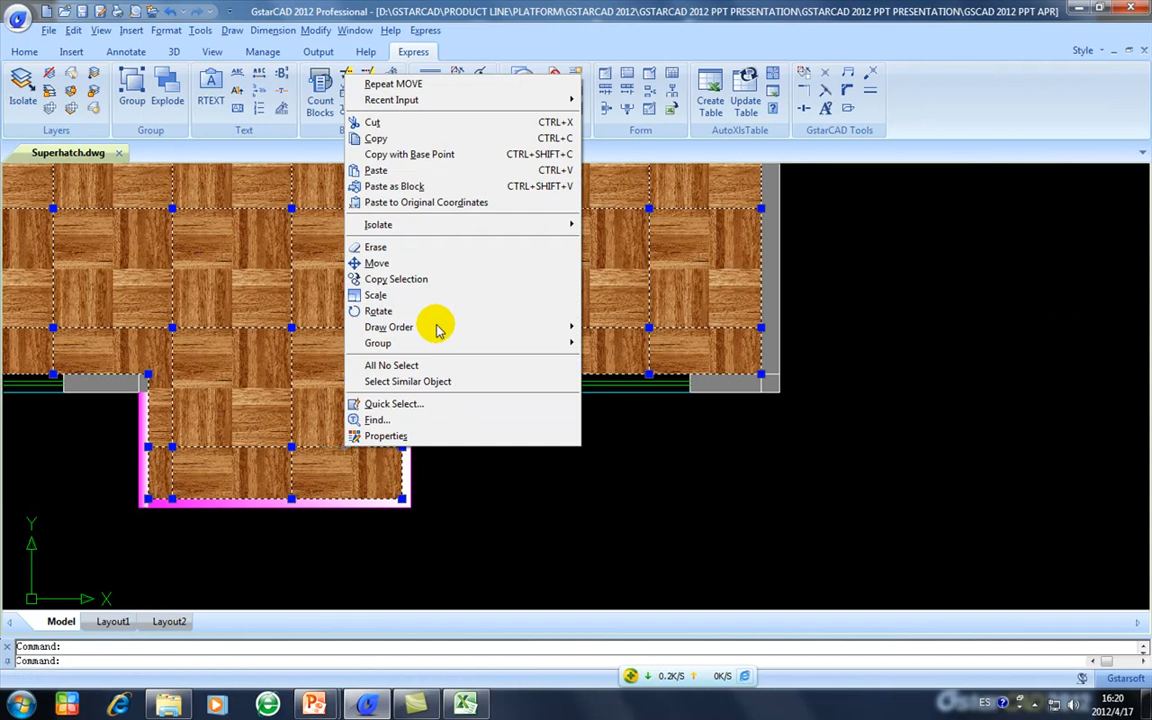 GstarCAD 2012 Professional - [D:\GSTARCAD\PRODUCT LINE\PLATFORM\GSTARCAD 2012\GSTARCAD 2012 PPT PRESENTATION\GSTARCAD 2012 PPT PRESENTATION\GSCAD 2012 PPT APR]
File Edit View Insert Format Tools Draw Dimension Modify Window Help Express
Home Insert Annotate 3D View Manage Output Help Express Style
Isolate Group Explode RTEXT Count Blocks Create Table Update Table
Layers Group Text Form AutoXlsTable GstarCAD Tools
Superhatch.dwg
Repeat MOVE
Recent Input
Cut CTRL+X
Copy CTRL+C
Copy with Base Point CTRL+SHIFT+C
Paste CTRL+V
Paste as Block CTRL+SHIFT+V
Paste to Original Coordinates
Isolate
Erase
Move
Copy Selection
Scale
Rotate
Draw Order
Group
All No Select
Select Similar Object
Quick Select...
Find...
Properties
Y
X
Model Layout1 Layout2
Command:
Command:
0.2K/S 0K/S
Gstarsoft
ES 16:20
2012/4/17